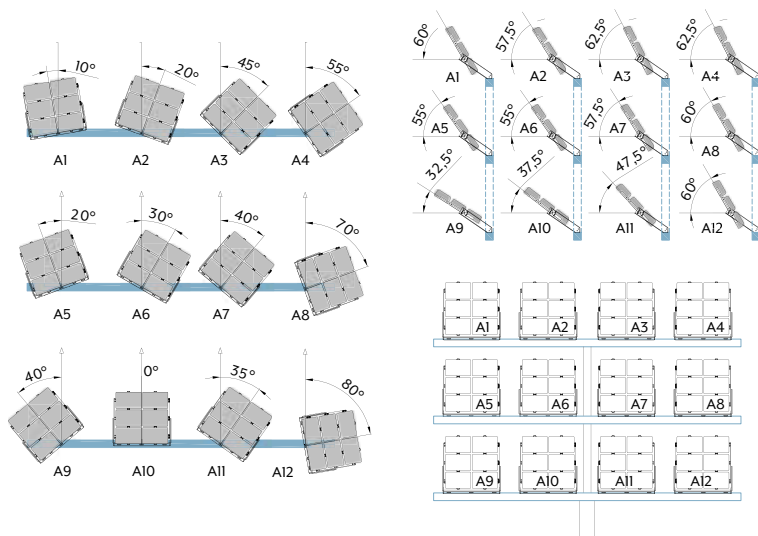 10° 20° 45° 55°
A1 A2 A3 A4
20° 30° 40° 70°
A5 A6 A7 A8
40° 0° 35° 80°
A9 A10 A11 A12
60° 57,5° 62,5° 62,5°
A1 A2 A3 A4
55° 55° 57,5° 60°
A5 A6 A7 A8
32,5° 37,5° 47,5° 60°
A9 A10 A11 A12
A1 A2 A3 A4
A5 A6 A7 A8
A9 A10 A11 A12